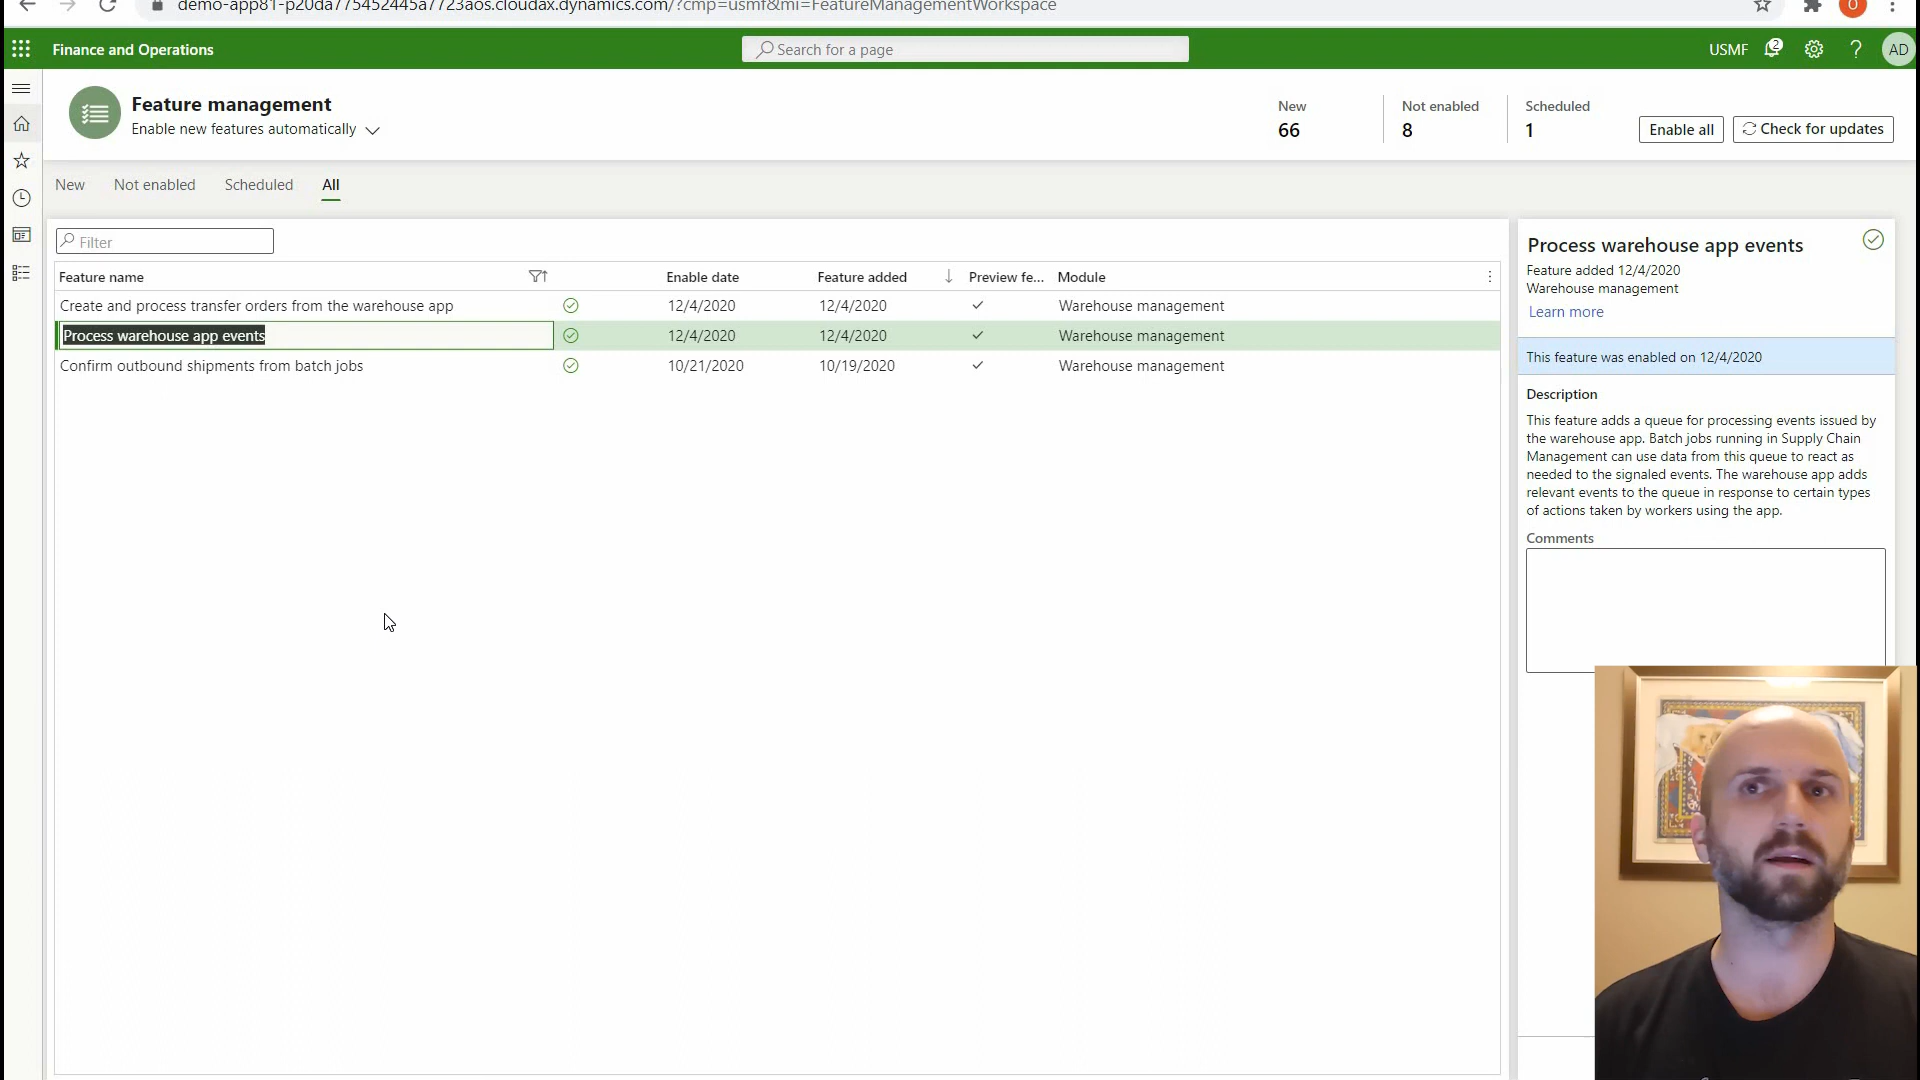 demo-app81-p20da775452445a7723aos.cloudax.dynamics.com/?cmp=usmf&mi=FeatureManagementWorkspace
O
Finance and Operations
Search for a page
USMF
2
?
AD
Feature management
Enable new features automatically
New
66
Not enabled
8
Scheduled
1
Enable all
Check for updates
New
Not enabled
Scheduled
All
Filter
Feature name
Enable date
Feature added
Preview fe...
Module
Create and process transfer orders from the warehouse app
12/4/2020
12/4/2020
Warehouse management
Process warehouse app events
12/4/2020
12/4/2020
Warehouse management
Confirm outbound shipments from batch jobs
10/21/2020
10/19/2020
Warehouse management
Process warehouse app events
Feature added 12/4/2020
Warehouse management
Learn more
This feature was enabled on 12/4/2020
Description
This feature adds a queue for processing events issued by
the warehouse app. Batch jobs running in Supply Chain
Management can use data from this queue to react as
needed to the signaled events. The warehouse app adds
relevant events to the queue in response to certain types
of actions taken by workers using the app.
Comments